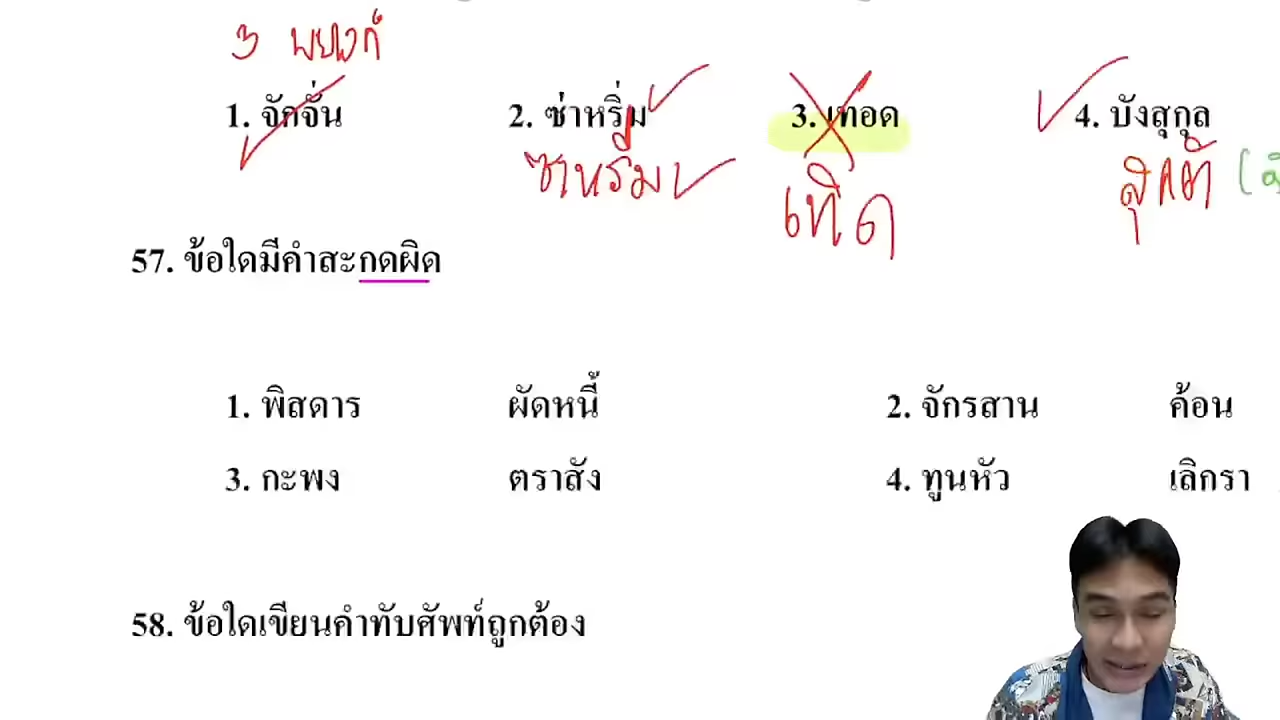 3 พยางค์
1. จักจั่น 2. ซ่าหริ่ม 3. เทอด 4. บังสุกุล
ซาหริ่ม เทิด
57. ข้อใดมีคำสะกดผิด
1. พิสดาร ผัดหนี้ 2. จักรสาน ค้อน
3. กะพง ตราสัง 4. ทูนหัว เลิกรา
58. ข้อใดเขียนคำทับศัพท์ถูกต้อง